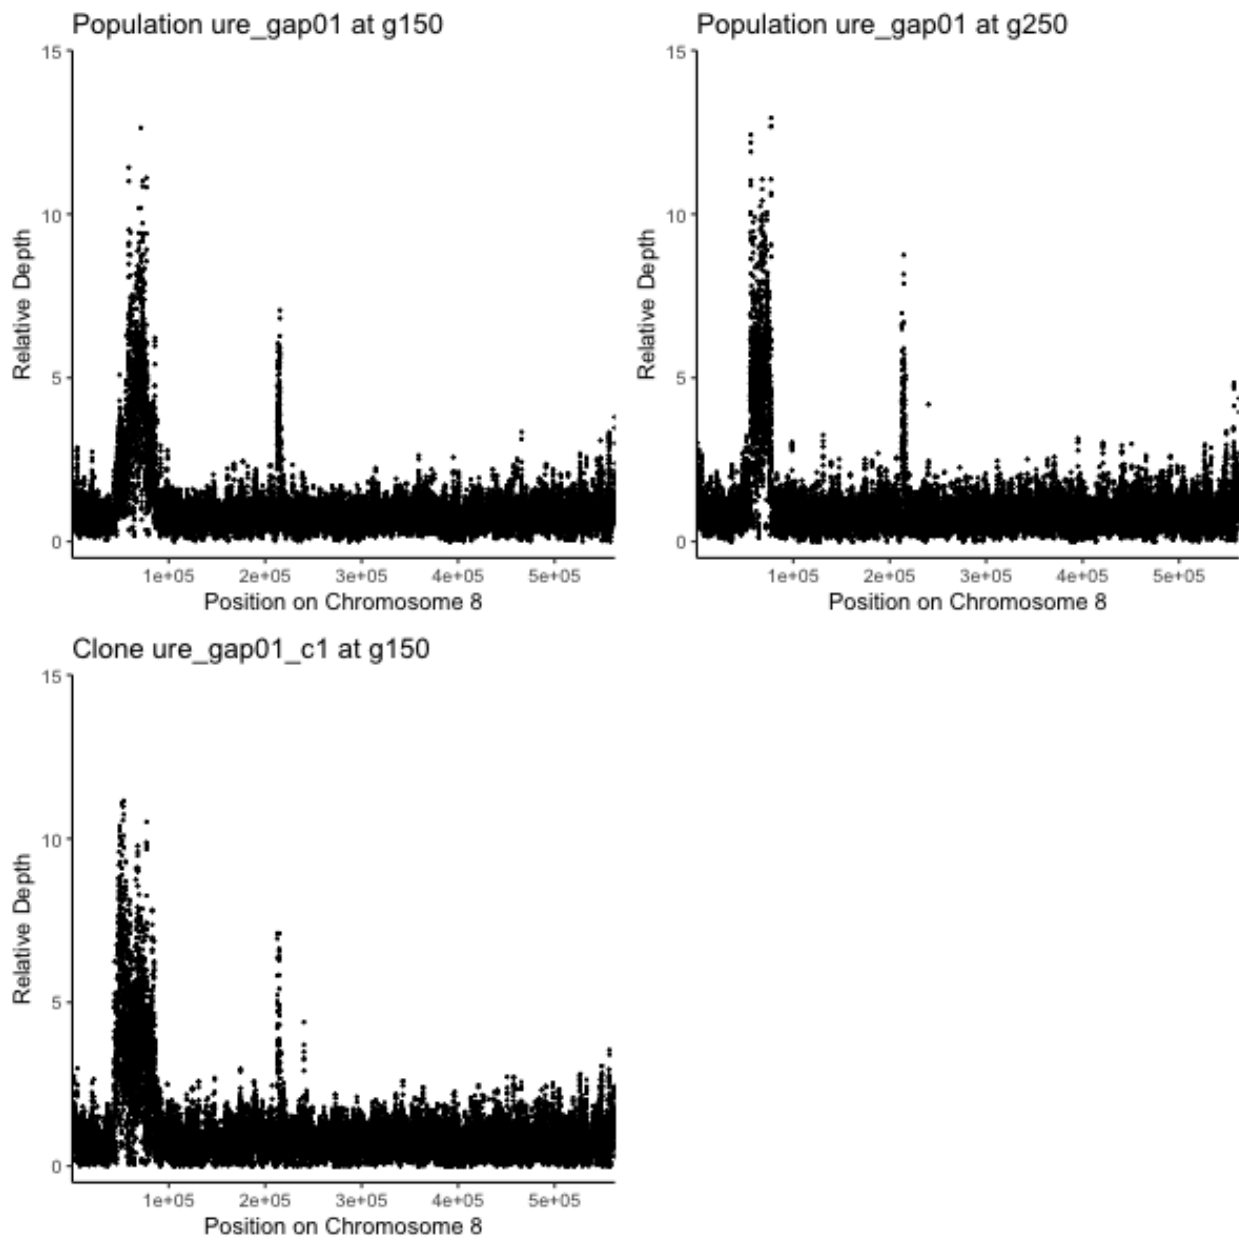 Population ure_gap01 at g150
15
10
5
0
Relative Depth
1e+05 2e+05 3e+05 4e+05 5e+05
Position on Chromosome 8
Population ure_gap01 at g250
15
10
5
0
Relative Depth
1e+05 2e+05 3e+05 4e+05 5e+05
Position on Chromosome 8
Clone ure_gap01_c1 at g150
15
10
5
0
Relative Depth
1e+05 2e+05 3e+05 4e+05 5e+05
Position on Chromosome 8